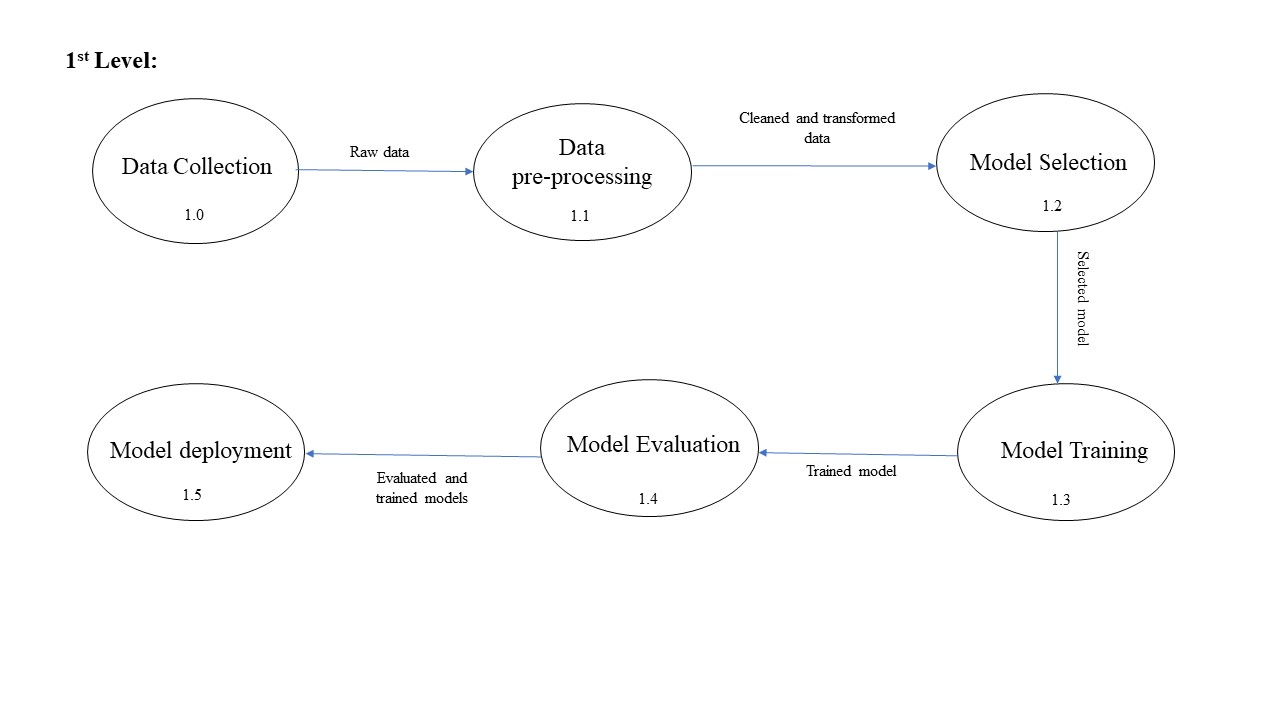 1st Level:
Data Collection
1.0
Raw data
Data
pre-processing
1.1
Cleaned and transformed
data
Model Selection
1.2
Selected model
Model Training
1.3
Trained model
Model Evaluation
1.4
Evaluated and
trained models
Model deployment
1.5